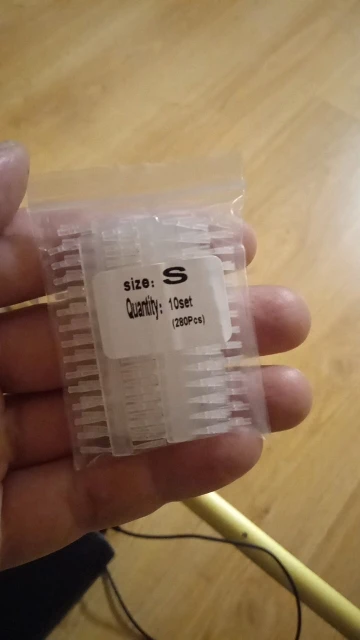 size: S
Quantity: 10set
(280Pcs)